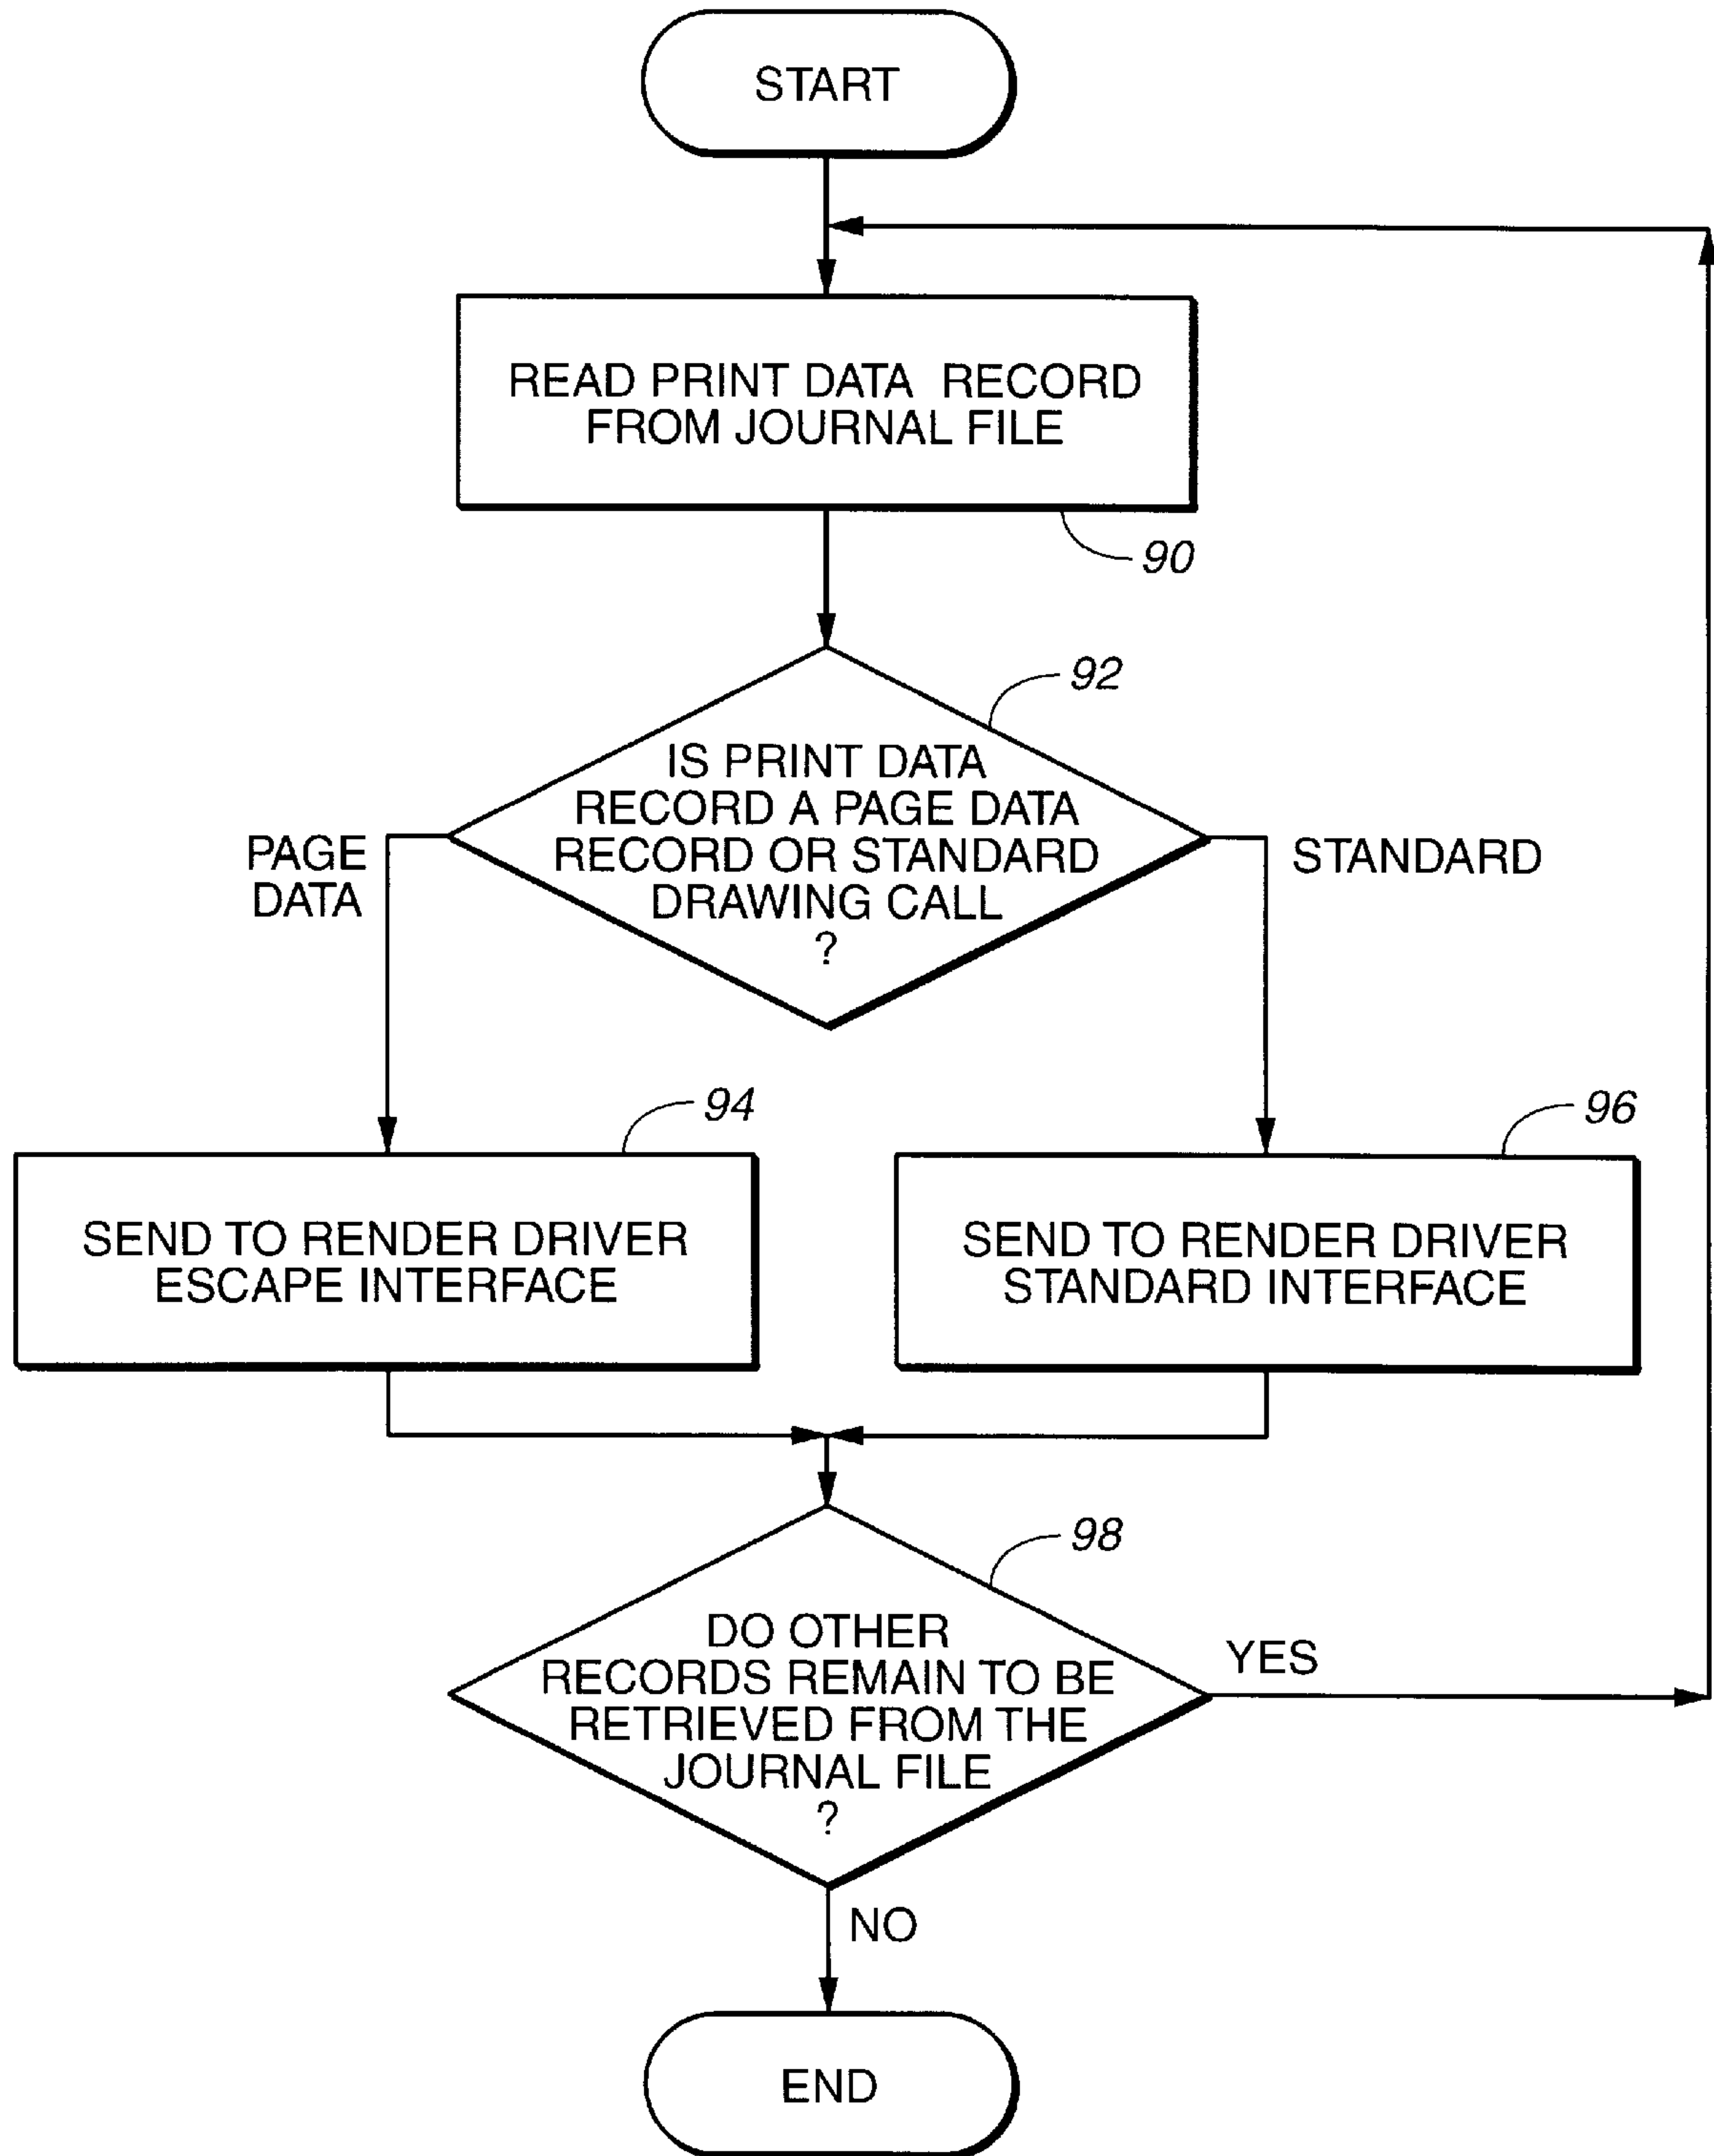 START
READ PRINT DATA RECORD
FROM JOURNAL FILE
90
92
IS PRINT DATA
RECORD A PAGE DATA
RECORD OR STANDARD
DRAWING CALL
?
PAGE
DATA
STANDARD
94
96
SEND TO RENDER DRIVER
ESCAPE INTERFACE
SEND TO RENDER DRIVER
STANDARD INTERFACE
98
DO OTHER
RECORDS REMAIN TO BE
RETRIEVED FROM THE
JOURNAL FILE
?
YES
NO
END